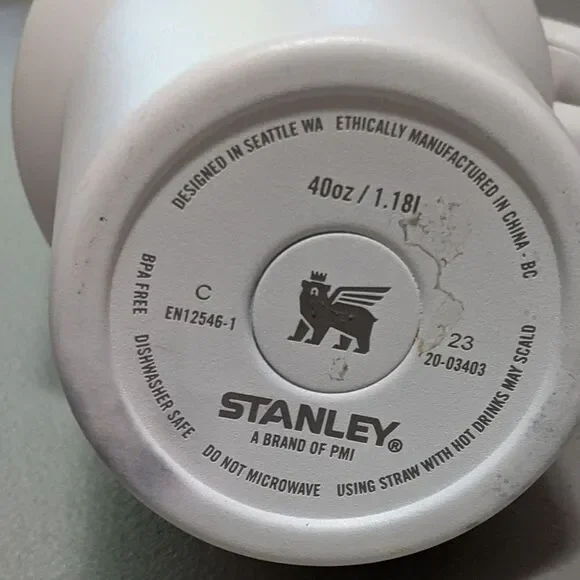 DESIGNED IN SEATTLE WA ETHICALLY MANUFACTURED IN CHINA - BC
40oz / 1.18l
C
EN12546-1
23
20-03403
STANLEY®
A BRAND OF PMI
BPA FREE DISHWASHER SAFE DO NOT MICROWAVE USING STRAW WITH HOT DRINKS MAY SCALD